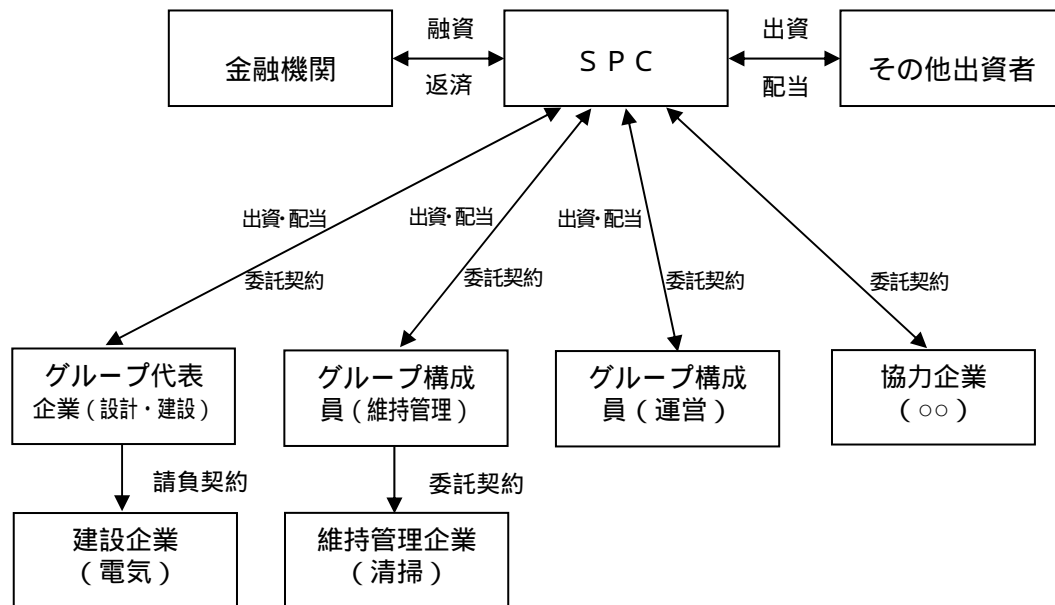 融資
出資
金融機関
ＳＰＣ
その他出資者
返済
配当
出資・配当
出資・配当
出資・配当
委託契約
委託契約
委託契約
委託契約
グループ代表
企業（設計・建設）
グループ構成
員（維持管理）
グループ構成
員（運営）
協力企業
（○○）
請負契約
委託契約
建設企業
（電気）
維持管理企業
（清掃）